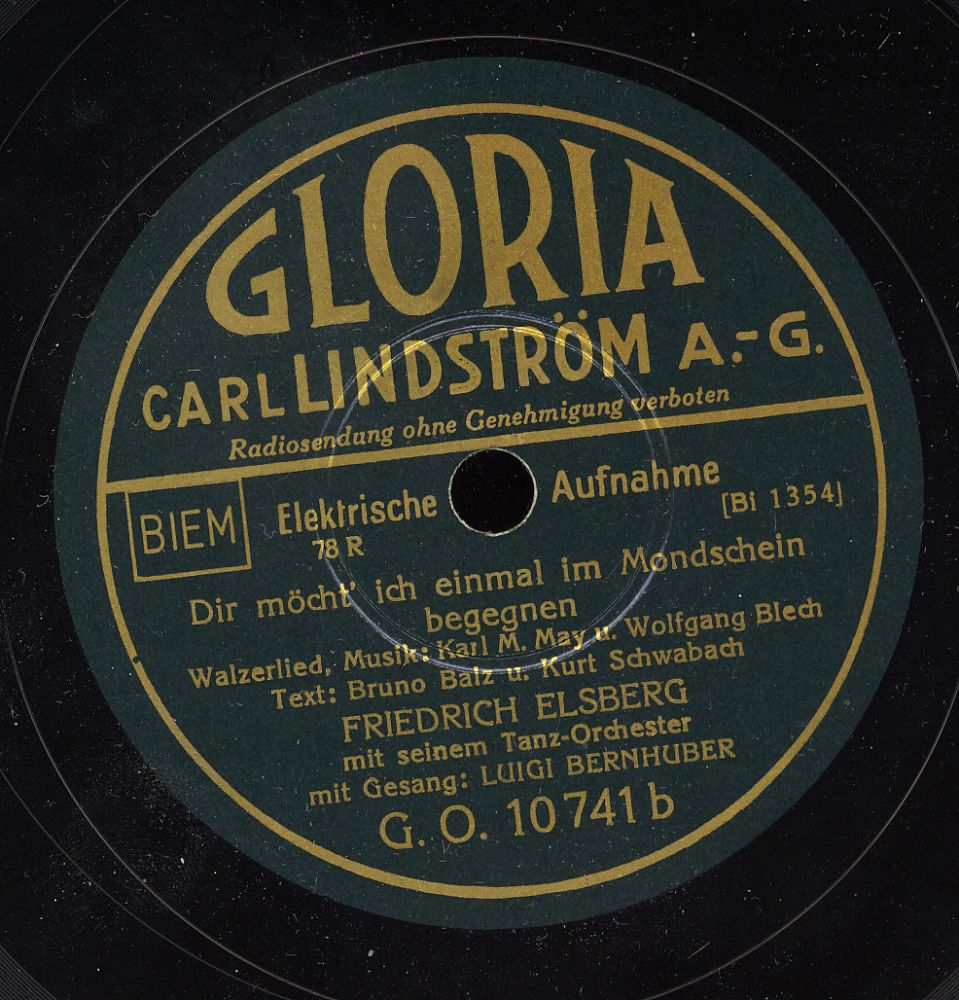 GLORIA
CARL LINDSTRÖM A.-G.
Radiosendung ohne Genehmigung verboten
BIEM Elektrische Aufnahme
78 R [Bi 1354]
Dir möcht' ich einmal im Mondschein
begegnen
Walzerlied, Musik: Karl M. May u. Wolfgang Blech
Text: Bruno Balz u. Kurt Schwabach
FRIEDRICH ELSBERG
mit seinem Tanz-Orchester
mit Gesang: LUIGI BERNHUBER
G. O. 10741 b